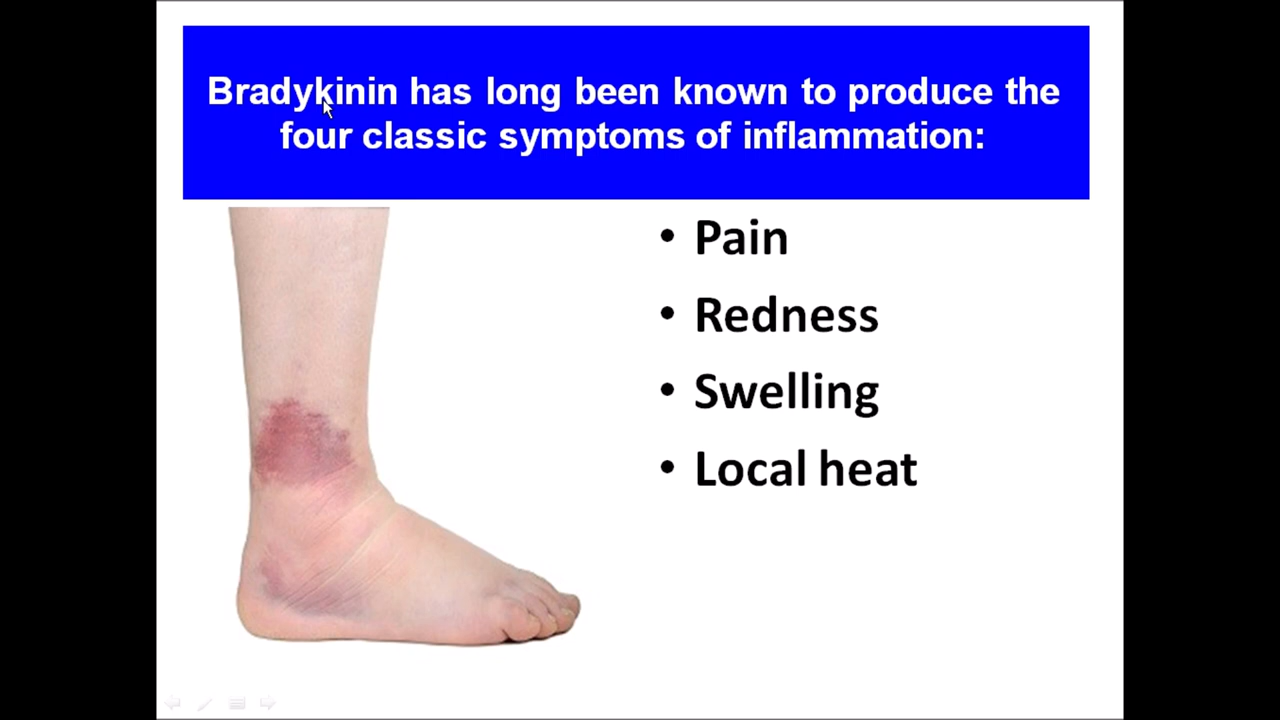 Bradykinin has long been known to produce the
four classic symptoms of inflammation:
• Pain
• Redness
• Swelling
• Local heat